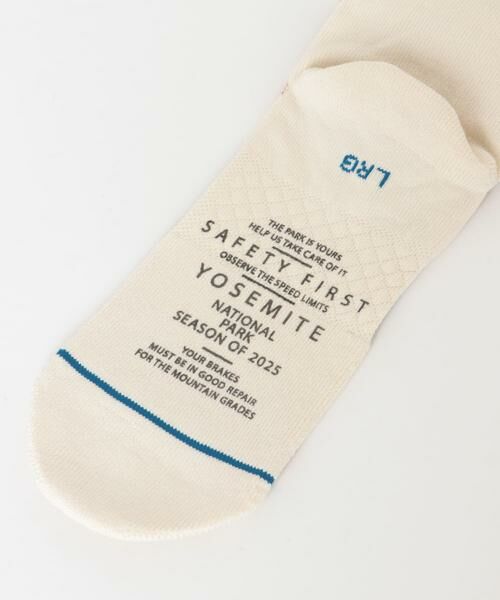 LRG
THE PARK IS YOURS
HELP US TAKE CARE OF IT
SAFETY FIRST
OBSERVE THE SPEED LIMITS
YOSEMITE
NATIONAL
PARK
SEASON OF 2025
YOUR BRAKES
MUST BE IN GOOD REPAIR
FOR THE MOUNTAIN GRADES